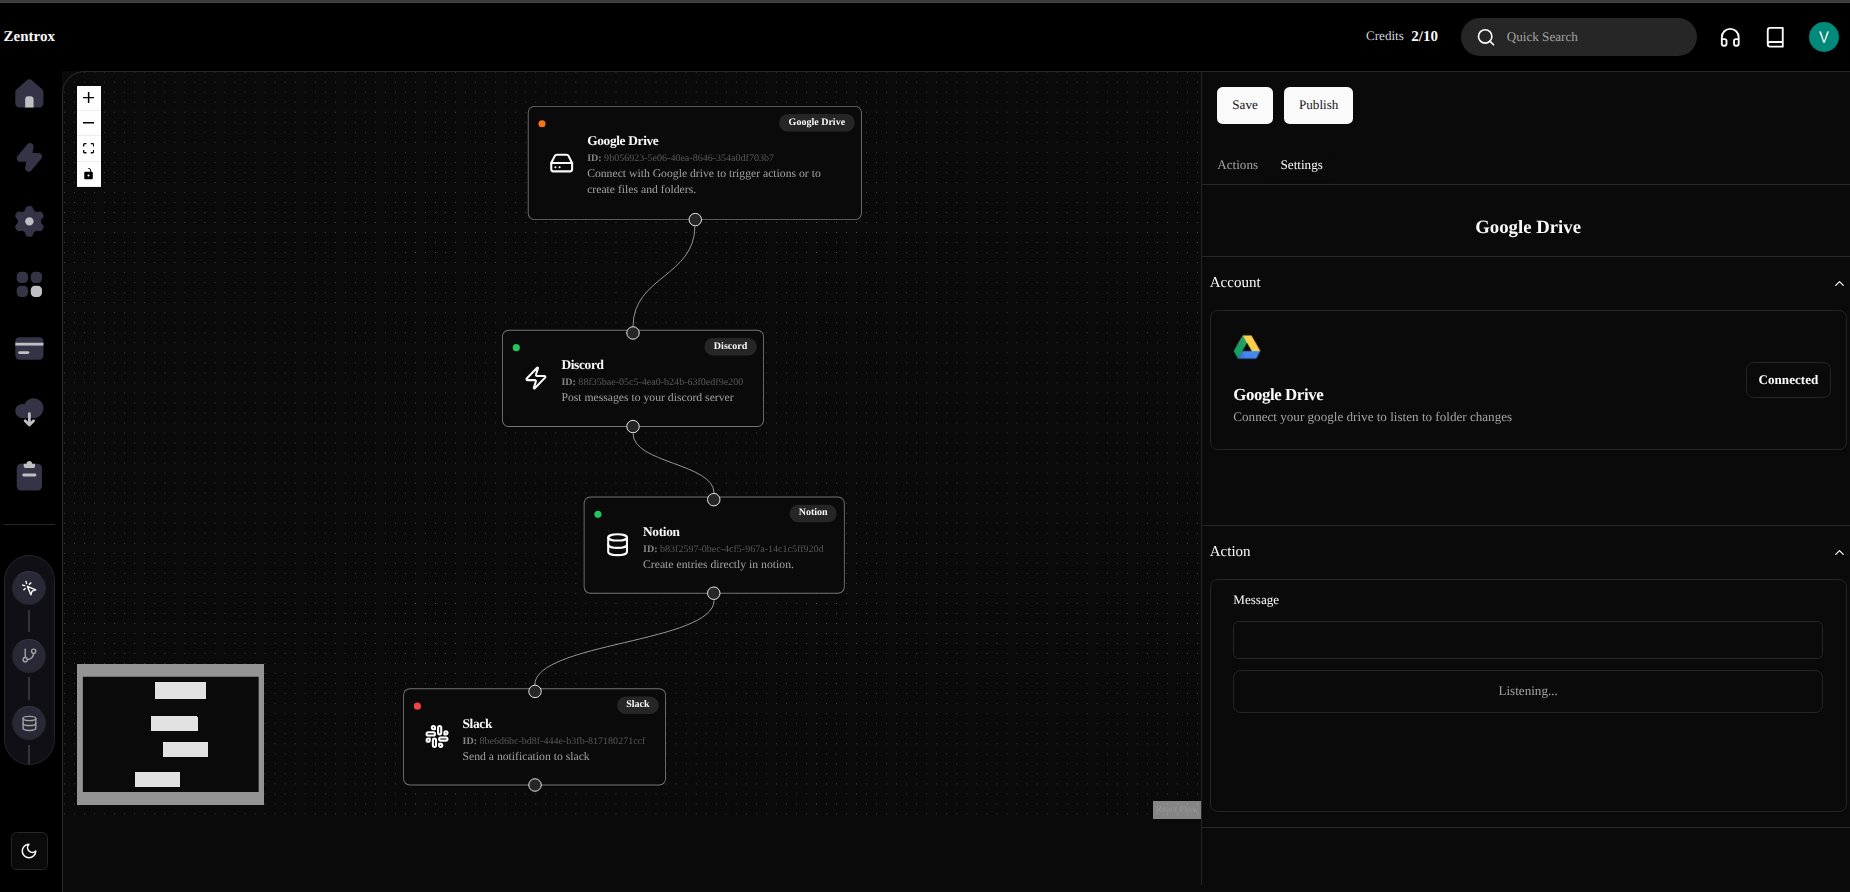 Zentrox
Credits 2/10
Quick Search
V
Save
Publish
Actions
Settings
Google Drive
Account
Google Drive
Connect your google drive to listen to folder changes
Connected
Action
Message
Listening...
Google Drive
Google Drive
ID: 9b056923-5e06-40ea-8646-354a0df703b7
Connect with Google drive to trigger actions or to
create files and folders.
Discord
Discord
ID: 88f35bae-05c5-4ea0-b24b-63f0edf9e200
Post messages to your discord server
Notion
Notion
ID: b83f2597-0bec-4cf5-967a-14c1c5ff920d
Create entries directly in notion.
Slack
Slack
ID: 8be6d6bc-bd8f-444e-b3fb-817180271ccf
Send a notification to slack